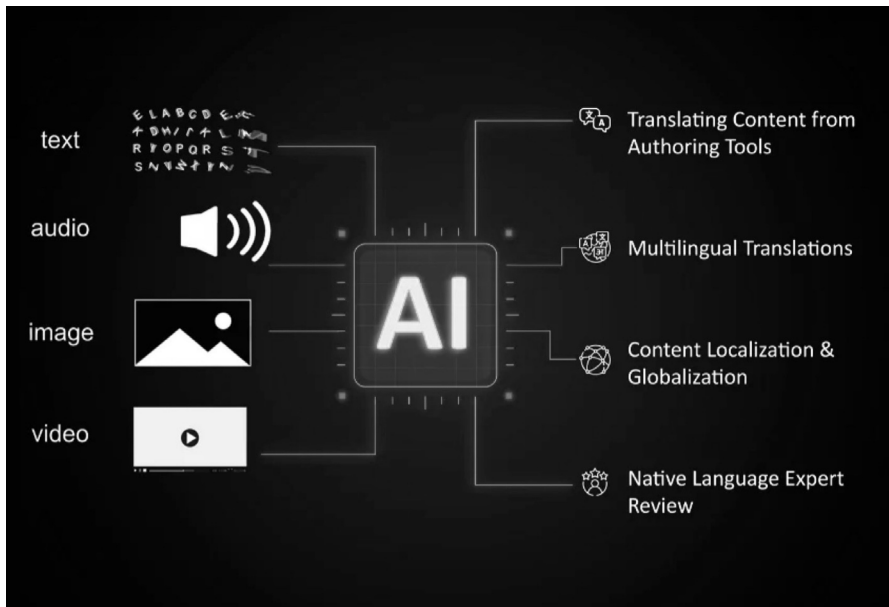 text
E L A B C D E
audio
image
video
AI
Translating Content from
Authoring Tools
Multilingual Translations
Content Localization &
Globalization
Native Language Expert
Review